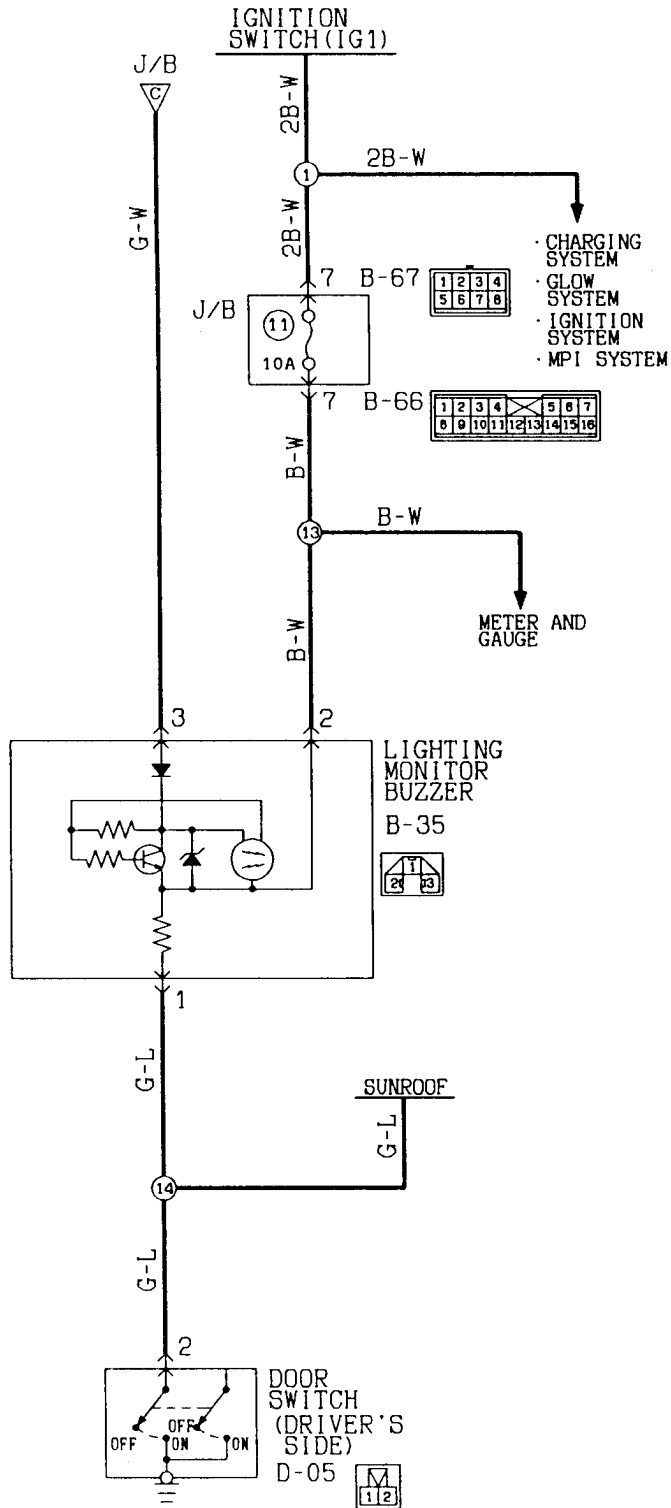 IGNITION
SWITCH(IG1)
J/B
C
2B-W
1
2B-W
G-W
2B-W
· CHARGING
SYSTEM
· GLOW
SYSTEM
· IGNITION
SYSTEM
· MPI SYSTEM
7
B-67
1 2 3 4
5 6 7 8
J/B
11
10A
7
B-66
1 2 3 4 5 6 7
8 9 10 11 12 13 14 15 16
B-W
13
B-W
METER AND
GAUGE
B-W
3
2
LIGHTING
MONITOR
BUZZER
B-35
1
2 3
1
G-L
SUNROOF
G-L
14
G-L
2
DOOR
SWITCH
(DRIVER'S
SIDE)
D-05
OFF
OFF
ON
ON
1 2